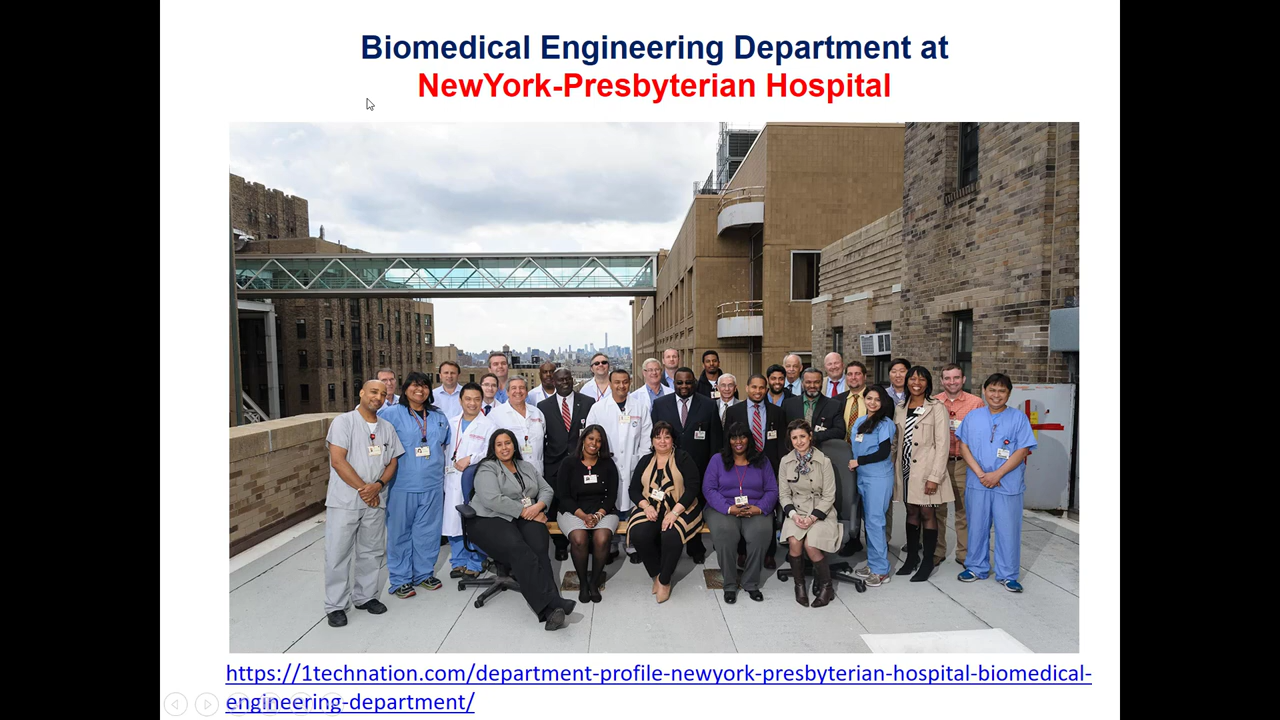 Biomedical Engineering Department at
NewYork-Presbyterian Hospital
https://1technation.com/department-profile-newyork-presbyterian-hospital-biomedical-
engineering-department/